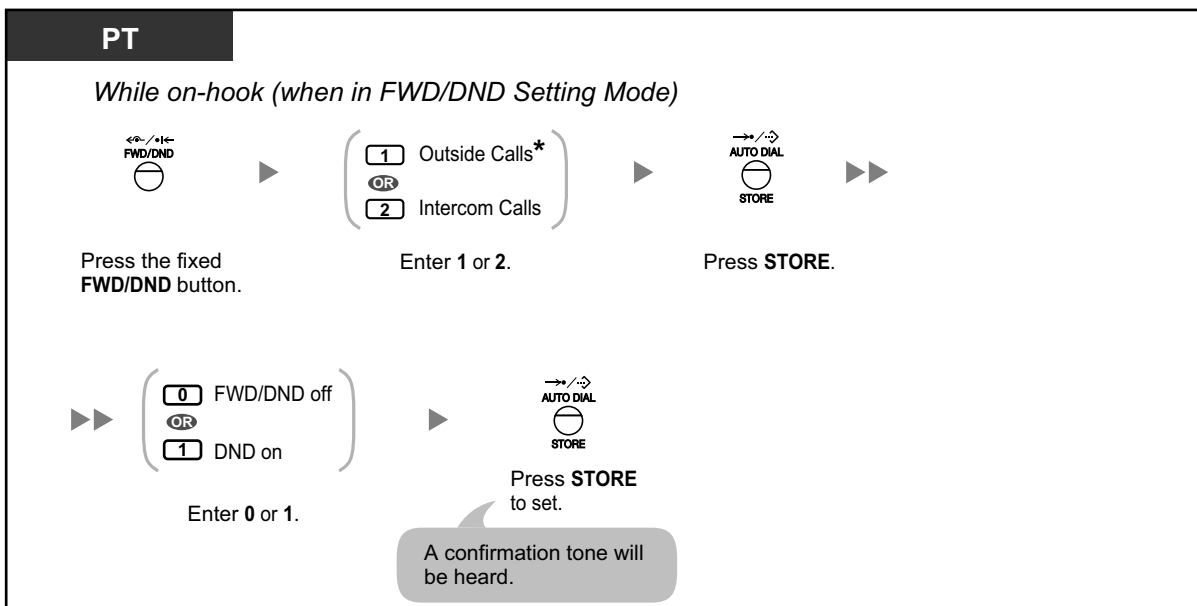 PT
While on-hook (when in FWD/DND Setting Mode)
FWD/DND
1 Outside Calls*
OR
2 Intercom Calls
AUTO DIAL
STORE
Press the fixed
FWD/DND button.
Enter 1 or 2.
Press STORE.
0 FWD/DND off
OR
1 DND on
Enter 0 or 1.
AUTO DIAL
STORE
Press STORE
to set.
A confirmation tone will
be heard.